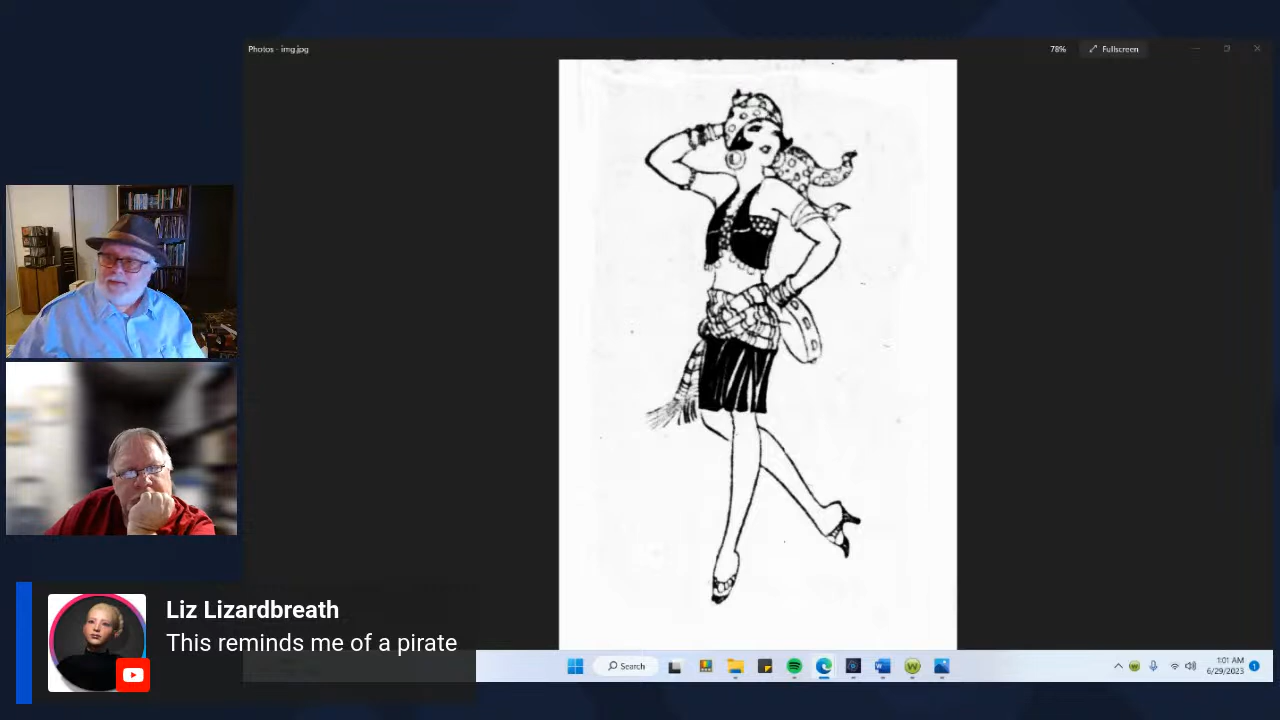 Photos - img.jpg
78%
Fullscreen
Liz Lizardbreath
This reminds me of a pirate
Search
1:01 AM
6/29/2023
1